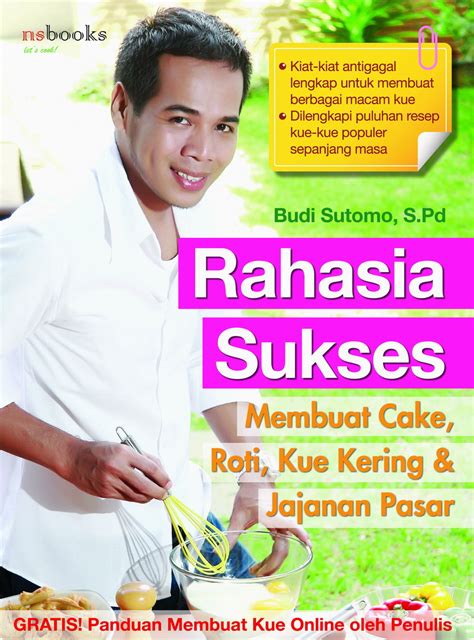 nsbooks
let's cook!
• Kiat-kiat antigagal
lengkap untuk membuat
berbagai macam kue
• Dilengkapi puluhan resep
kue-kue populer
sepanjang masa
Budi Sutomo, S.Pd
Rahasia
Sukses
Membuat Cake,
Roti, Kue Kering &
Jajanan Pasar
GRATIS! Panduan Membuat Kue Online oleh Penulis